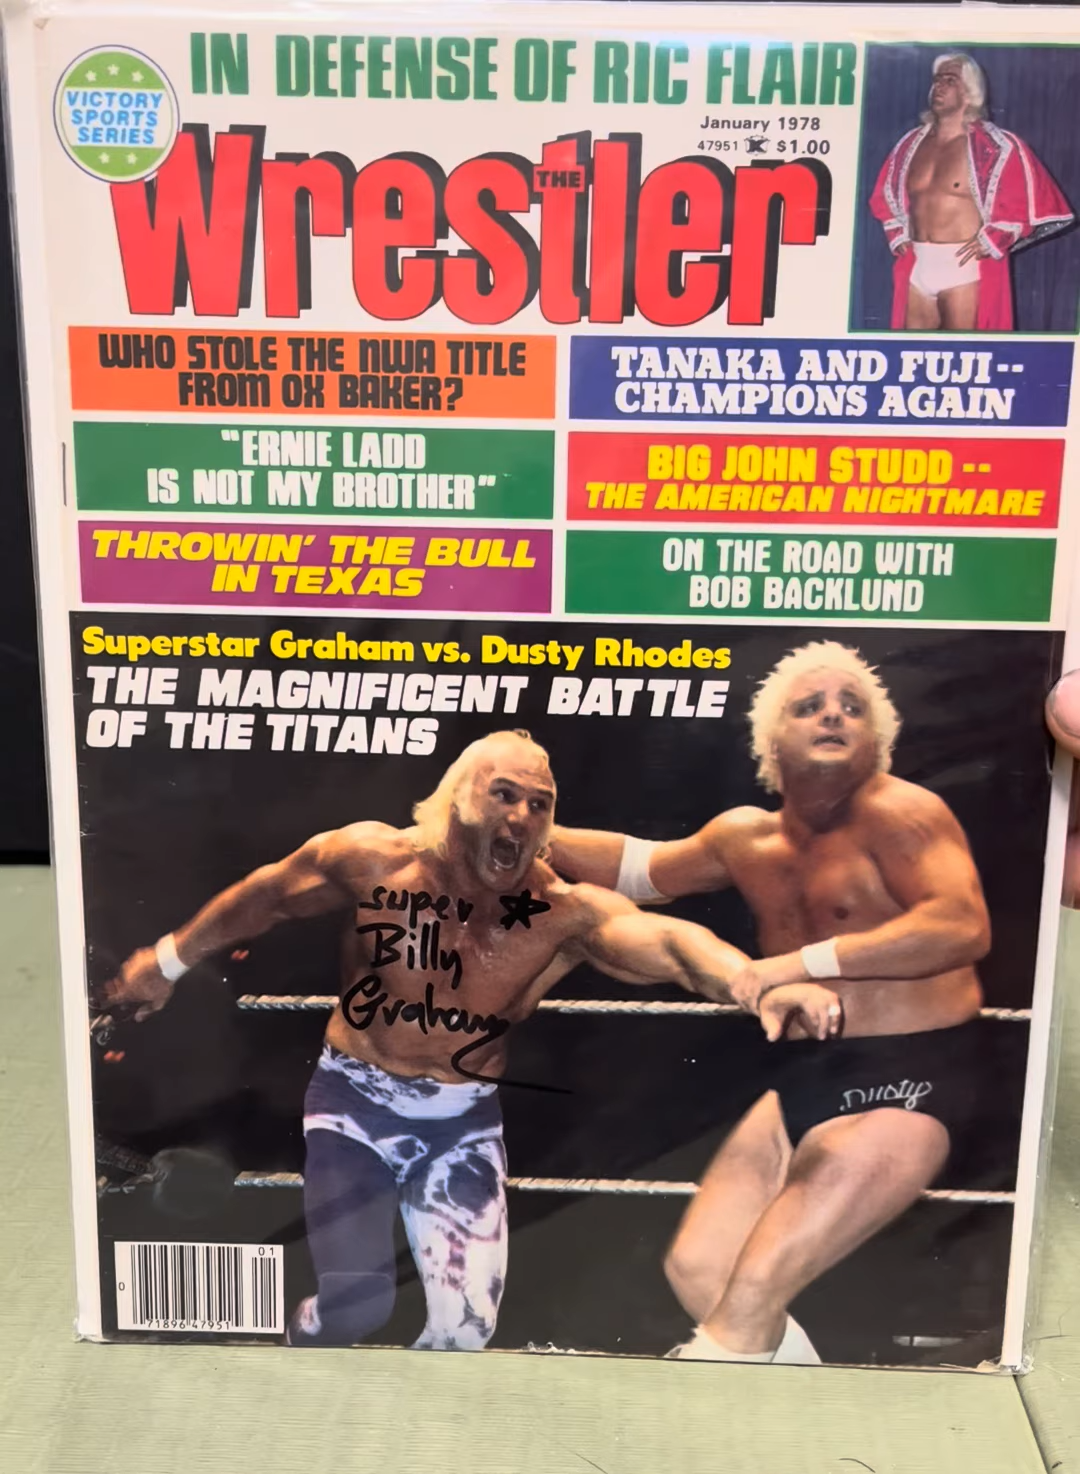 IN DEFENSE OF RIC FLAIR
VICTORY
SPORTS
SERIES
January 1978
47951 K $1.00
THE
Wrestler
WHO STOLE THE NWA TITLE
FROM OX BAKER?
TANAKA AND FUJI--
CHAMPIONS AGAIN
"ERNIE LADD
IS NOT MY BROTHER"
BIG JOHN STUDD--
THE AMERICAN NIGHTMARE
THROWIN' THE BULL
IN TEXAS
ON THE ROAD WITH
BOB BACKLUND
Superstar Graham vs. Dusty Rhodes
THE MAGNIFICENT BATTLE
OF THE TITANS
super
Billy
Graham
Dusty
01
0
71896 47951